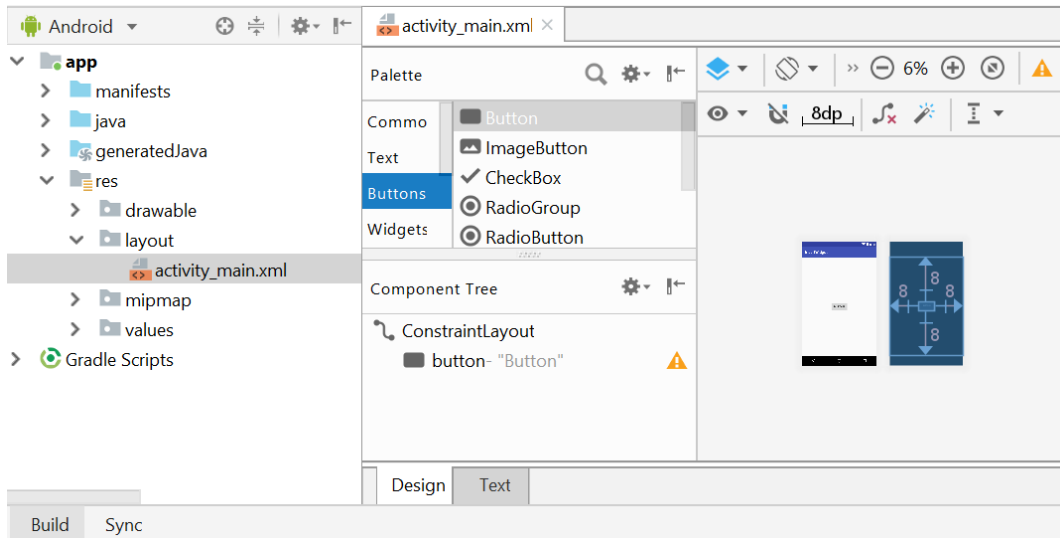 Android
app
manifests
java
generatedJava
res
drawable
layout
activity_main.xml
mipmap
values
Gradle Scripts
activity_main.xml
Palette
Commo
Text
Buttons
Widgets
Button
ImageButton
CheckBox
RadioGroup
RadioButton
Component Tree
ConstraintLayout
button- "Button"
6%
8dp
8
8 8
8
Design Text
Build Sync